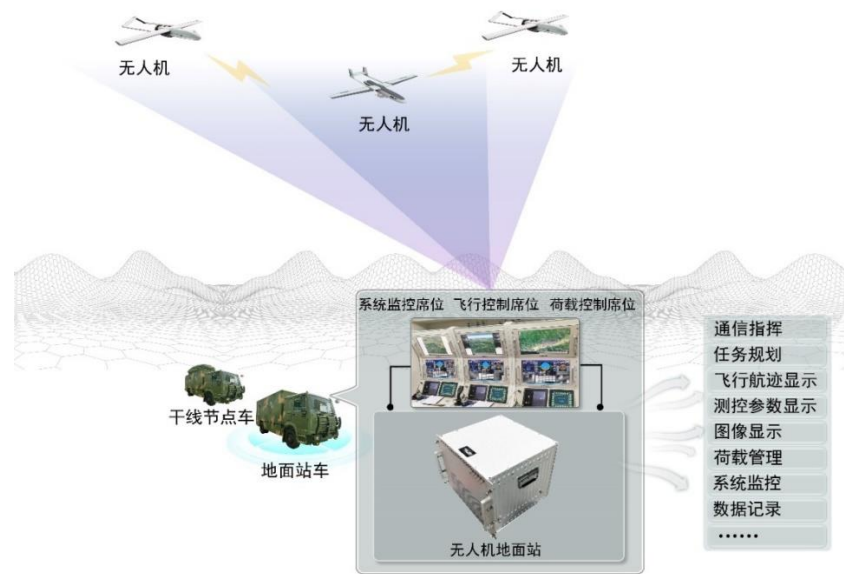 无人机
无人机
无人机
系统监控席位 飞行控制席位 荷载控制席位
干线节点车
地面站车
无人机地面站
通信指挥
任务规划
飞行航迹显示
测控参数显示
图像显示
荷载管理
系统监控
数据记录
……